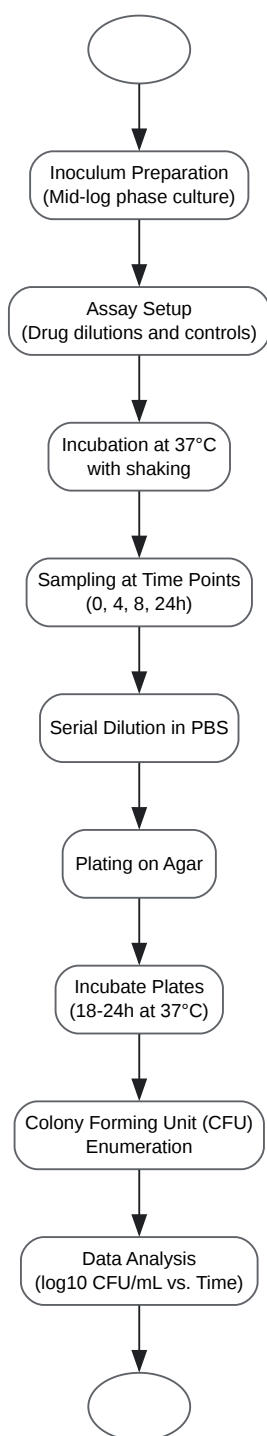 Inoculum Preparation
(Mid-log phase culture)
Assay Setup
(Drug dilutions and controls)
Incubation at 37°C
with shaking
Sampling at Time Points
(0, 4, 8, 24h)
Serial Dilution in PBS
Plating on Agar
Incubate Plates
(18-24h at 37°C)
Colony Forming Unit (CFU)
Enumeration
Data Analysis
(log10 CFU/mL vs. Time)